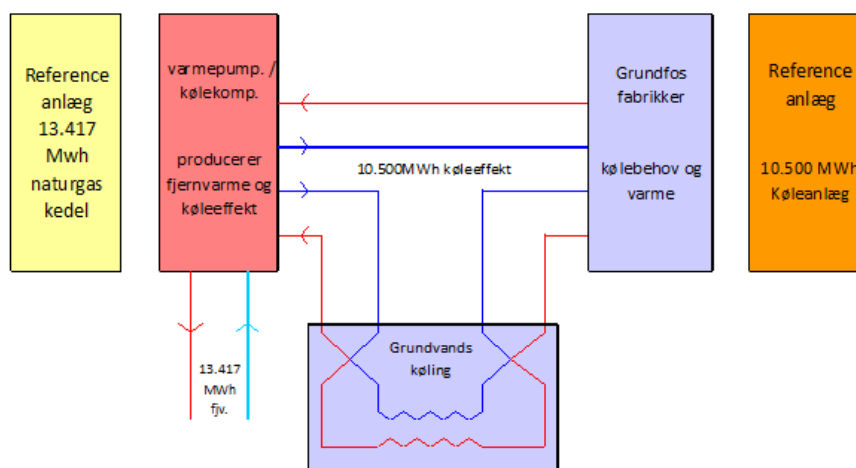 Reference
anlæg
13.417
Mwh
naturgas
kedel
varmepump. /
kølekomp.
producerer
fjernvarme og
køleeffekt
10.500MWh køleeffekt
Grundfos
fabrikker
kølebehov og
varme
Reference
anlæg
10.500 MWh
Køleanlæg
Grundvands
køling
13.417
MWh
fjv.